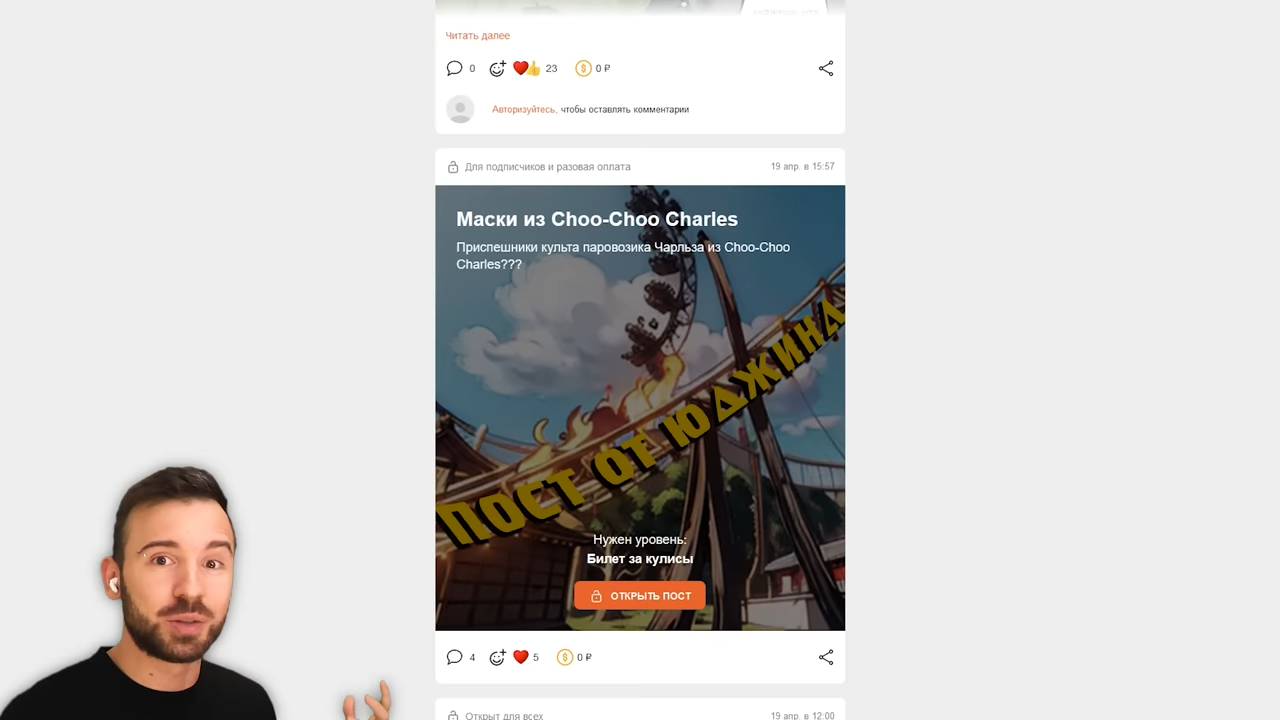 Читать далее
0 23 0 ₽
Авторизуйтесь, чтобы оставлять комментарии
Для подписчиков и разовая оплата 19 апр. в 15:57
Маски из Choo-Choo Charles
Приспешники культа паровозика Чарльза из Choo-Choo
Charles???
ПОСТ ОТ ЮДЖИНА
Нужен уровень:
Билет за кулисы
ОТКРЫТЬ ПОСТ
4 5 0 ₽
Открыт для всех 19 апр. в 12:00